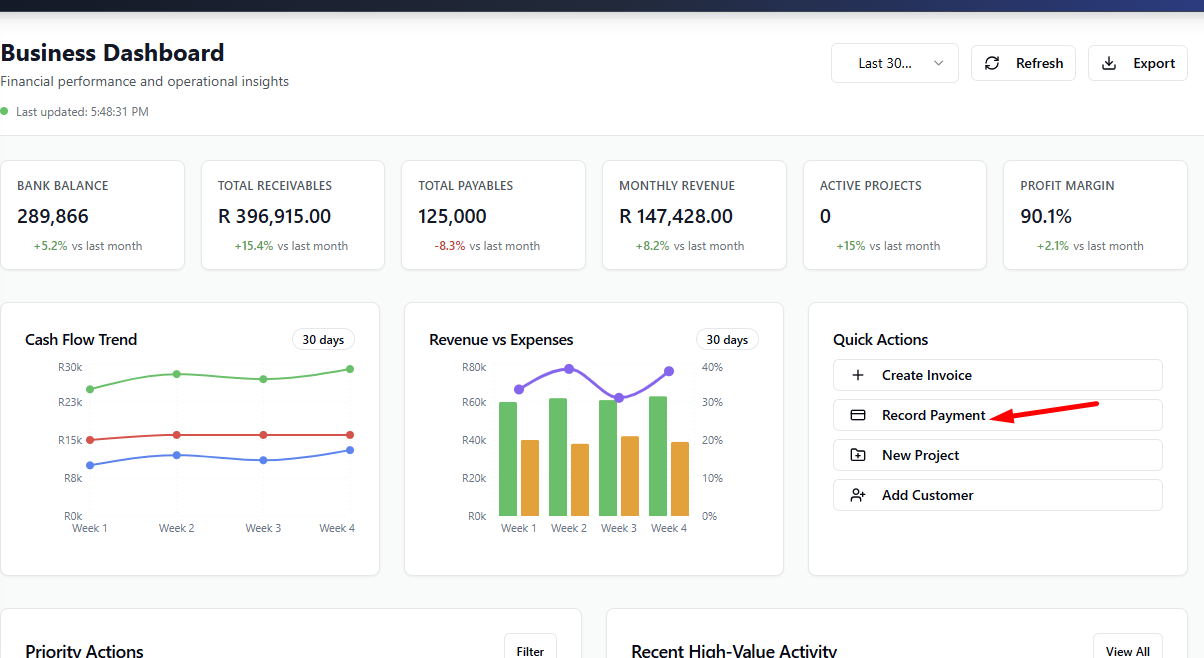 Business Dashboard
Financial performance and operational insights
Last updated: 5:48:31 PM
Last 30...
Refresh
Export
BANK BALANCE
289,866
+5.2% vs last month
TOTAL RECEIVABLES
R 396,915.00
+15.4% vs last month
TOTAL PAYABLES
125,000
-8.3% vs last month
MONTHLY REVENUE
R 147,428.00
+8.2% vs last month
ACTIVE PROJECTS
0
+15% vs last month
PROFIT MARGIN
90.1%
+2.1% vs last month
Cash Flow Trend
30 days
R30k
R23k
R15k
R8k
R0k
Week 1 Week 2 Week 3 Week 4
Revenue vs Expenses
30 days
R80k
R60k
R40k
R20k
R0k
40%
30%
20%
10%
0%
Week 1 Week 2 Week 3 Week 4
Quick Actions
Create Invoice
Record Payment
New Project
Add Customer
Priority Actions
Filter
Recent High-Value Activity
View All